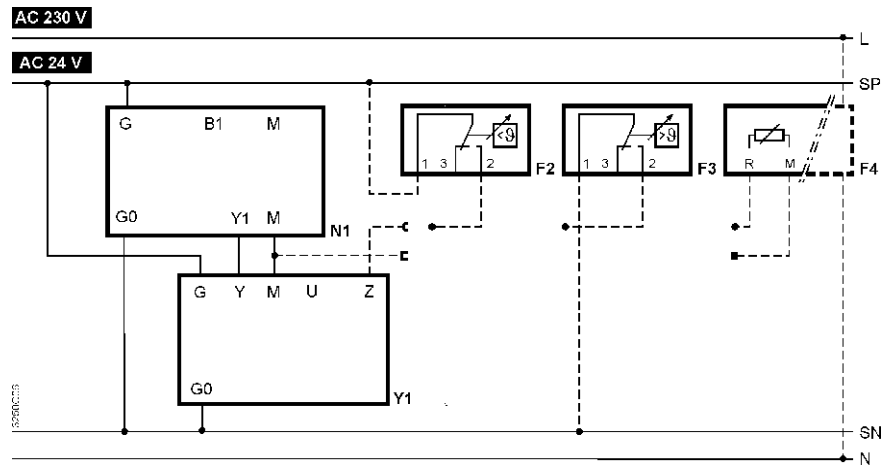 AC 230 V
L
AC 24 V
SP
G B1 M
G0 Y1 M
N1
<ϑ
1 3 2
F2
>ϑ
1 3 2
F3
R M
F4
G Y M U Z
G0
Y1
SN
N